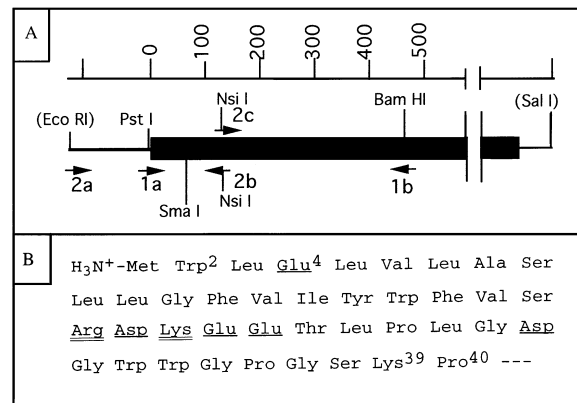 A
0 100 200 300 400 500
Nsi I Bam HI (Sal I)
(Eco RI) Pst I 2c
2a 1a 2b 1b
Sma I Nsi I
B
H₃N⁺-Met Trp² Leu Glu⁴ Leu Val Leu Ala Ser
Leu Leu Gly Phe Val Ile Tyr Trp Phe Val Ser
Arg Asp Lys Glu Glu Thr Leu Pro Leu Gly Asp
Gly Trp Trp Gly Pro Gly Ser Lys³⁹ Pro⁴⁰ ---